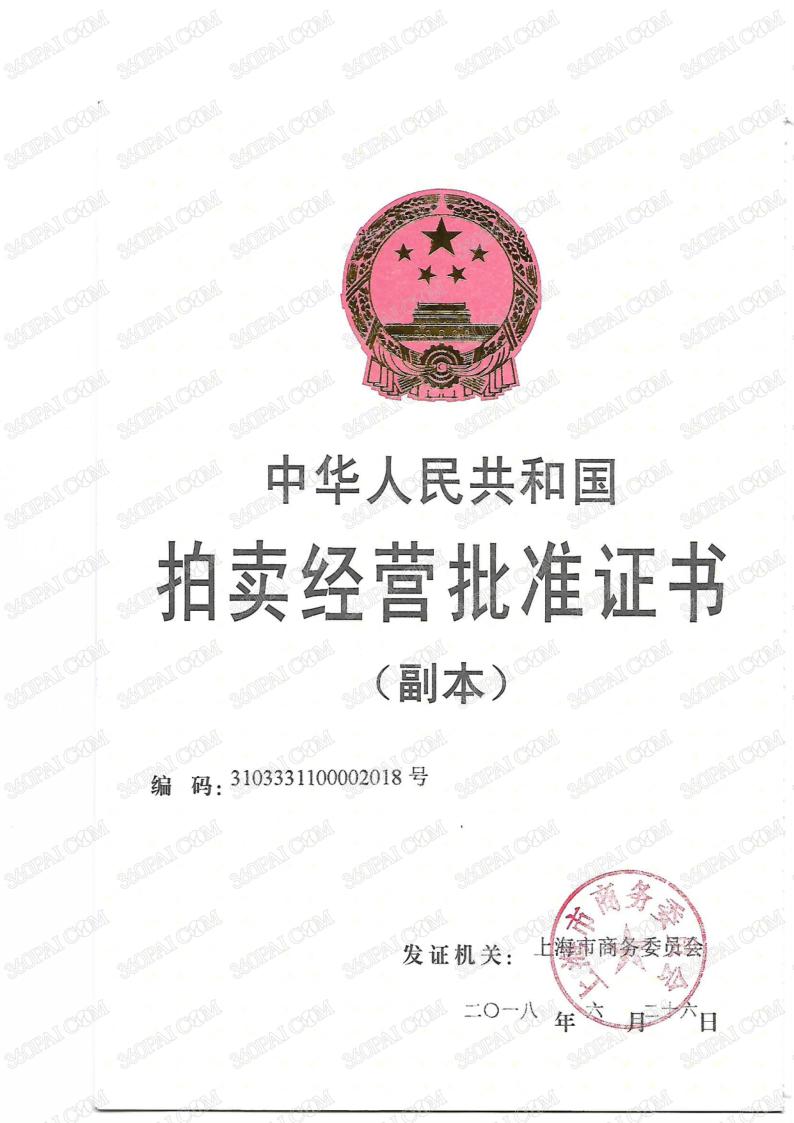 中华人民共和国
拍卖经营批准证书
（副本）
编 码：3103331100002018号
发证机关：上海市商务委员会
二〇一八年六月二十六日
上海市商务委员会
360PAI.COM